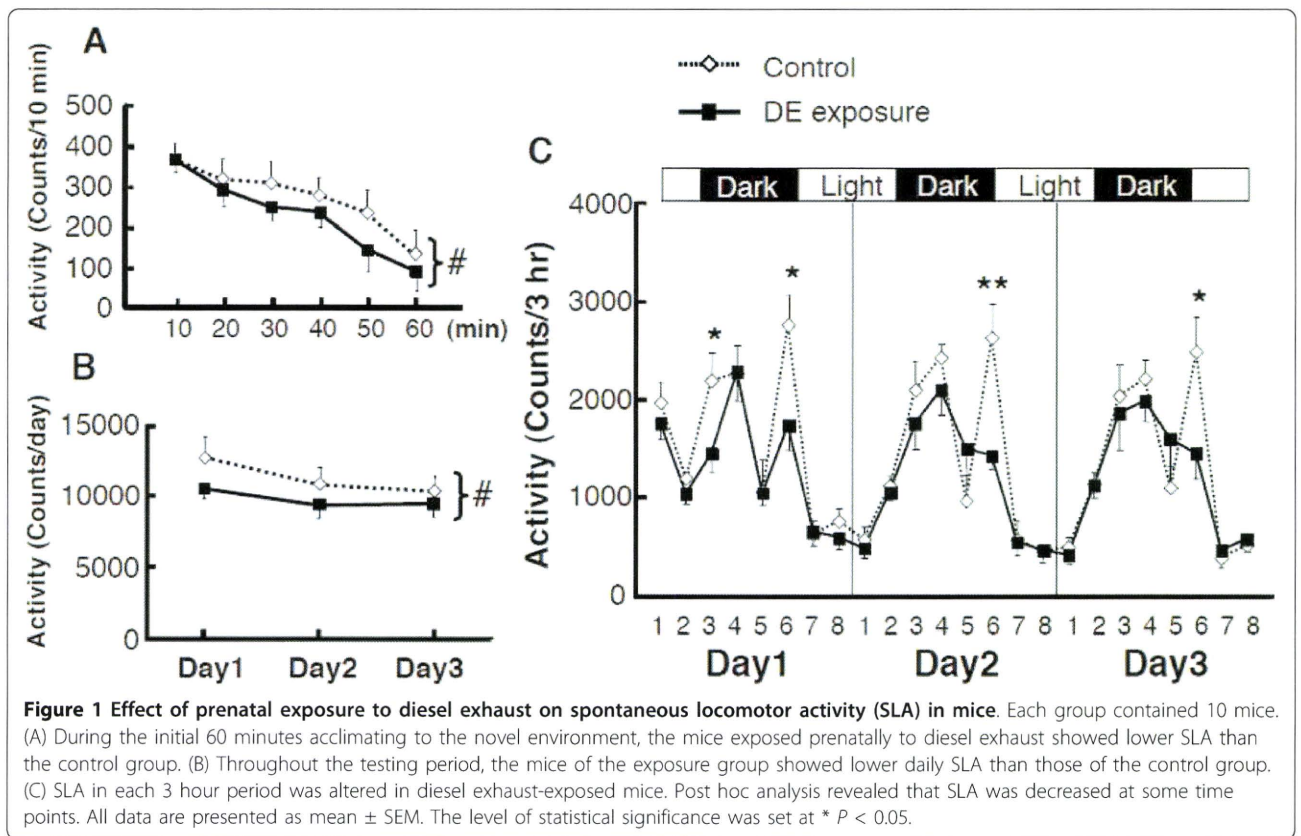 A
Activity (Counts/10 min)
500
400
300
200
100
0
10 20 30 40 50 60 (min)
#
B
Activity (Counts/day)
15000
10000
5000
0
Day1 Day2 Day3
#
Control
DE exposure
C
Dark Light Dark Light Dark
Activity (Counts/3 hr)
4000
3000
2000
1000
0
* * ** *
1 2 3 4 5 6 7 8 1 2 3 4 5 6 7 8 1 2 3 4 5 6 7 8
Day1 Day2 Day3
Figure 1 Effect of prenatal exposure to diesel exhaust on spontaneous locomotor activity (SLA) in mice. Each group contained 10 mice.
(A) During the initial 60 minutes acclimating to the novel environment, the mice exposed prenatally to diesel exhaust showed lower SLA than
the control group. (B) Throughout the testing period, the mice of the exposure group showed lower daily SLA than those of the control group.
(C) SLA in each 3 hour period was altered in diesel exhaust-exposed mice. Post hoc analysis revealed that SLA was decreased at some time
points. All data are presented as mean ± SEM. The level of statistical significance was set at * P < 0.05.